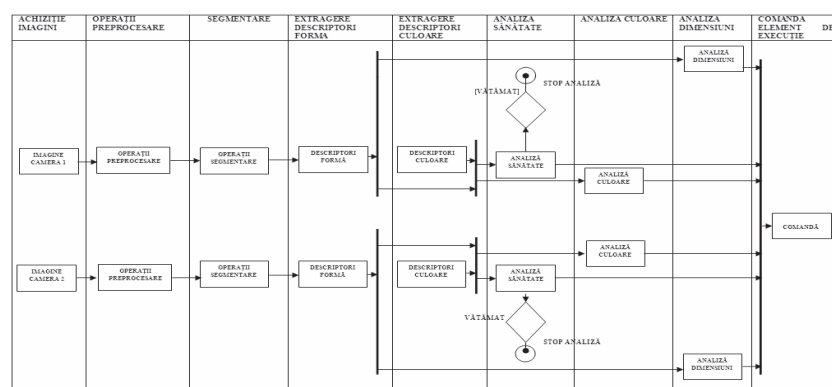 ACHIZIȚIE
IMAGINI
OPERAȚII
PREPROCESARE
SEGMENTARE
EXTRAGERE
DESCRIPTORI
FORMA
EXTRAGERE
DESCRIPTORI
CULOARE
ANALIZA
SĂNĂTATE
ANALIZA CULOARE
ANALIZA
DIMENSIUNI
COMANDA
ELEMENT DE
EXECUȚIE
ANALIZĂ
DIMENSIUNI
STOP ANALIZĂ
[VĂTĂMAT]
IMAGINE
CAMERA 1
OPERAȚII
PREPROCESARE
OPERAȚII
SEGMENTARE
DESCRIPTORI
FORMĂ
DESCRIPTORI
CULOARE
ANALIZĂ
SĂNĂTATE
ANALIZĂ
CULOARE
COMANDĂ
ANALIZĂ
CULOARE
IMAGINE
CAMERA 2
OPERAȚII
PREPROCESARE
OPERAȚII
SEGMENTARE
DESCRIPTORI
FORMĂ
DESCRIPTORI
CULOARE
ANALIZĂ
SĂNĂTATE
VĂTĂMAT
STOP ANALIZĂ
ANALIZĂ
DIMENSIUNI